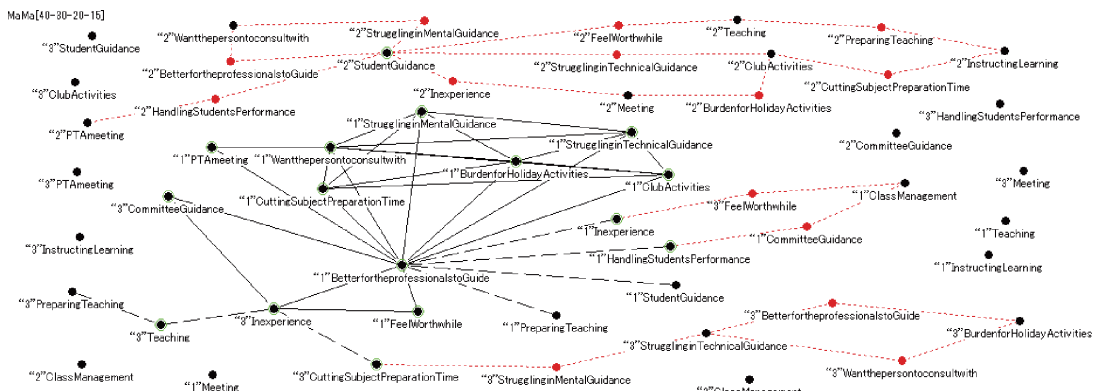 MaMa[40-30-20-15]
“3”StudentGuidance
“2”Wantthepersontoconsultwith
“2”StrugglinginMentalGuidance
“2”FeelWorthwhile
“2”Teaching
“2”PreparingTeaching
“2”InstructingLearning
“2”BetterfortheprofessionalstoGuide
“2”StudentGuidance
“2”StrugglinginTechnicalGuidance
“2”ClubActivities
“2”CuttingSubjectPreparationTime
“3”ClubActivities
“2”HandlingStudentsPerformance
“2”Inexperience
“2”Meeting
“2”BurdenforHolidayActivities
“3”HandlingStudentsPerformance
“2”PTAmeeting
“1”StrugglinginMentalGuidance
“1”StrugglinginTechnicalGuidance
“2”CommitteeGuidance
“1”PTAmeeting
“1”Wantthepersontoconsultwith
“1”BurdenforHolidayActivities
“1”ClubActivities
“3”PTAmeeting
“3”Meeting
“1”CuttingSubjectPreparationTime
“1”ClassManagement
“3”CommitteeGuidance
“3”FeelWorthwhile
“1”Inexperience
“1”CommitteeGuidance
“1”Teaching
“3”InstructingLearning
“1”HandlingStudentsPerformance
“1”InstructingLearning
“1”BetterfortheprofessionalstoGuide
“1”StudentGuidance
“3”PreparingTeaching
“3”BetterfortheprofessionalstoGuide
“3”Teaching
“3”Inexperience
“1”FeelWorthwhile
“1”PreparingTeaching
“3”StrugglinginTechnicalGuidance
“3”BurdenforHolidayActivities
“2”ClassManagement
“1”Meeting
“3”CuttingSubjectPreparationTime
“3”StrugglinginMentalGuidance
“3”Wantthepersontoconsultwith